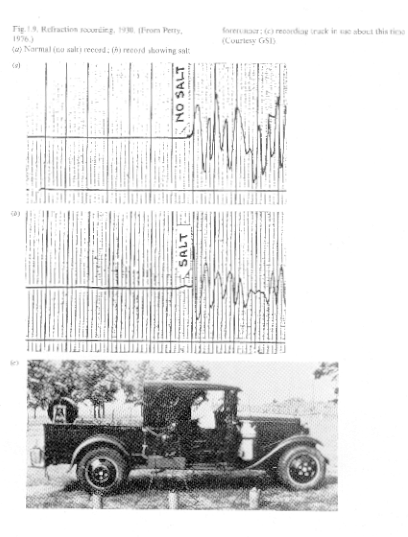 Fig.1.9. Refraction recording, 1930. (From Petty,
1976.)
(a) Normal (no salt) record; (b) record showing salt
forerunner; (c) recording truck in use about this time
(Courtesy GSI)
(a)
NO SALT
(b)
SALT
(c)